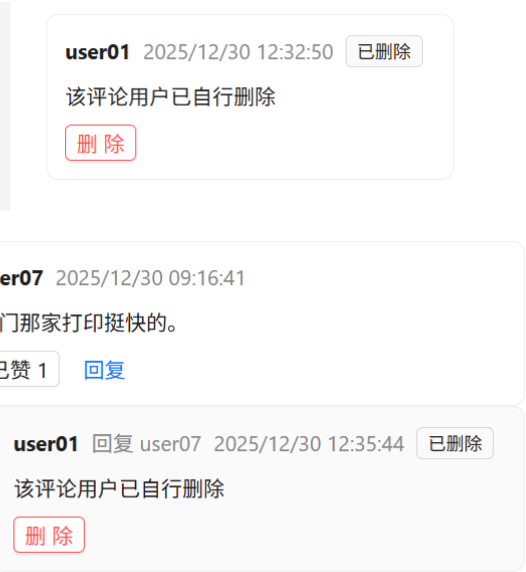 user01 2025/12/30 12:32:50 已删除
该评论用户已自行删除
删 除
er07 2025/12/30 09:16:41
门那家打印挺快的。
已赞 1 回复
user01 回复 user07 2025/12/30 12:35:44 已删除
该评论用户已自行删除
删 除